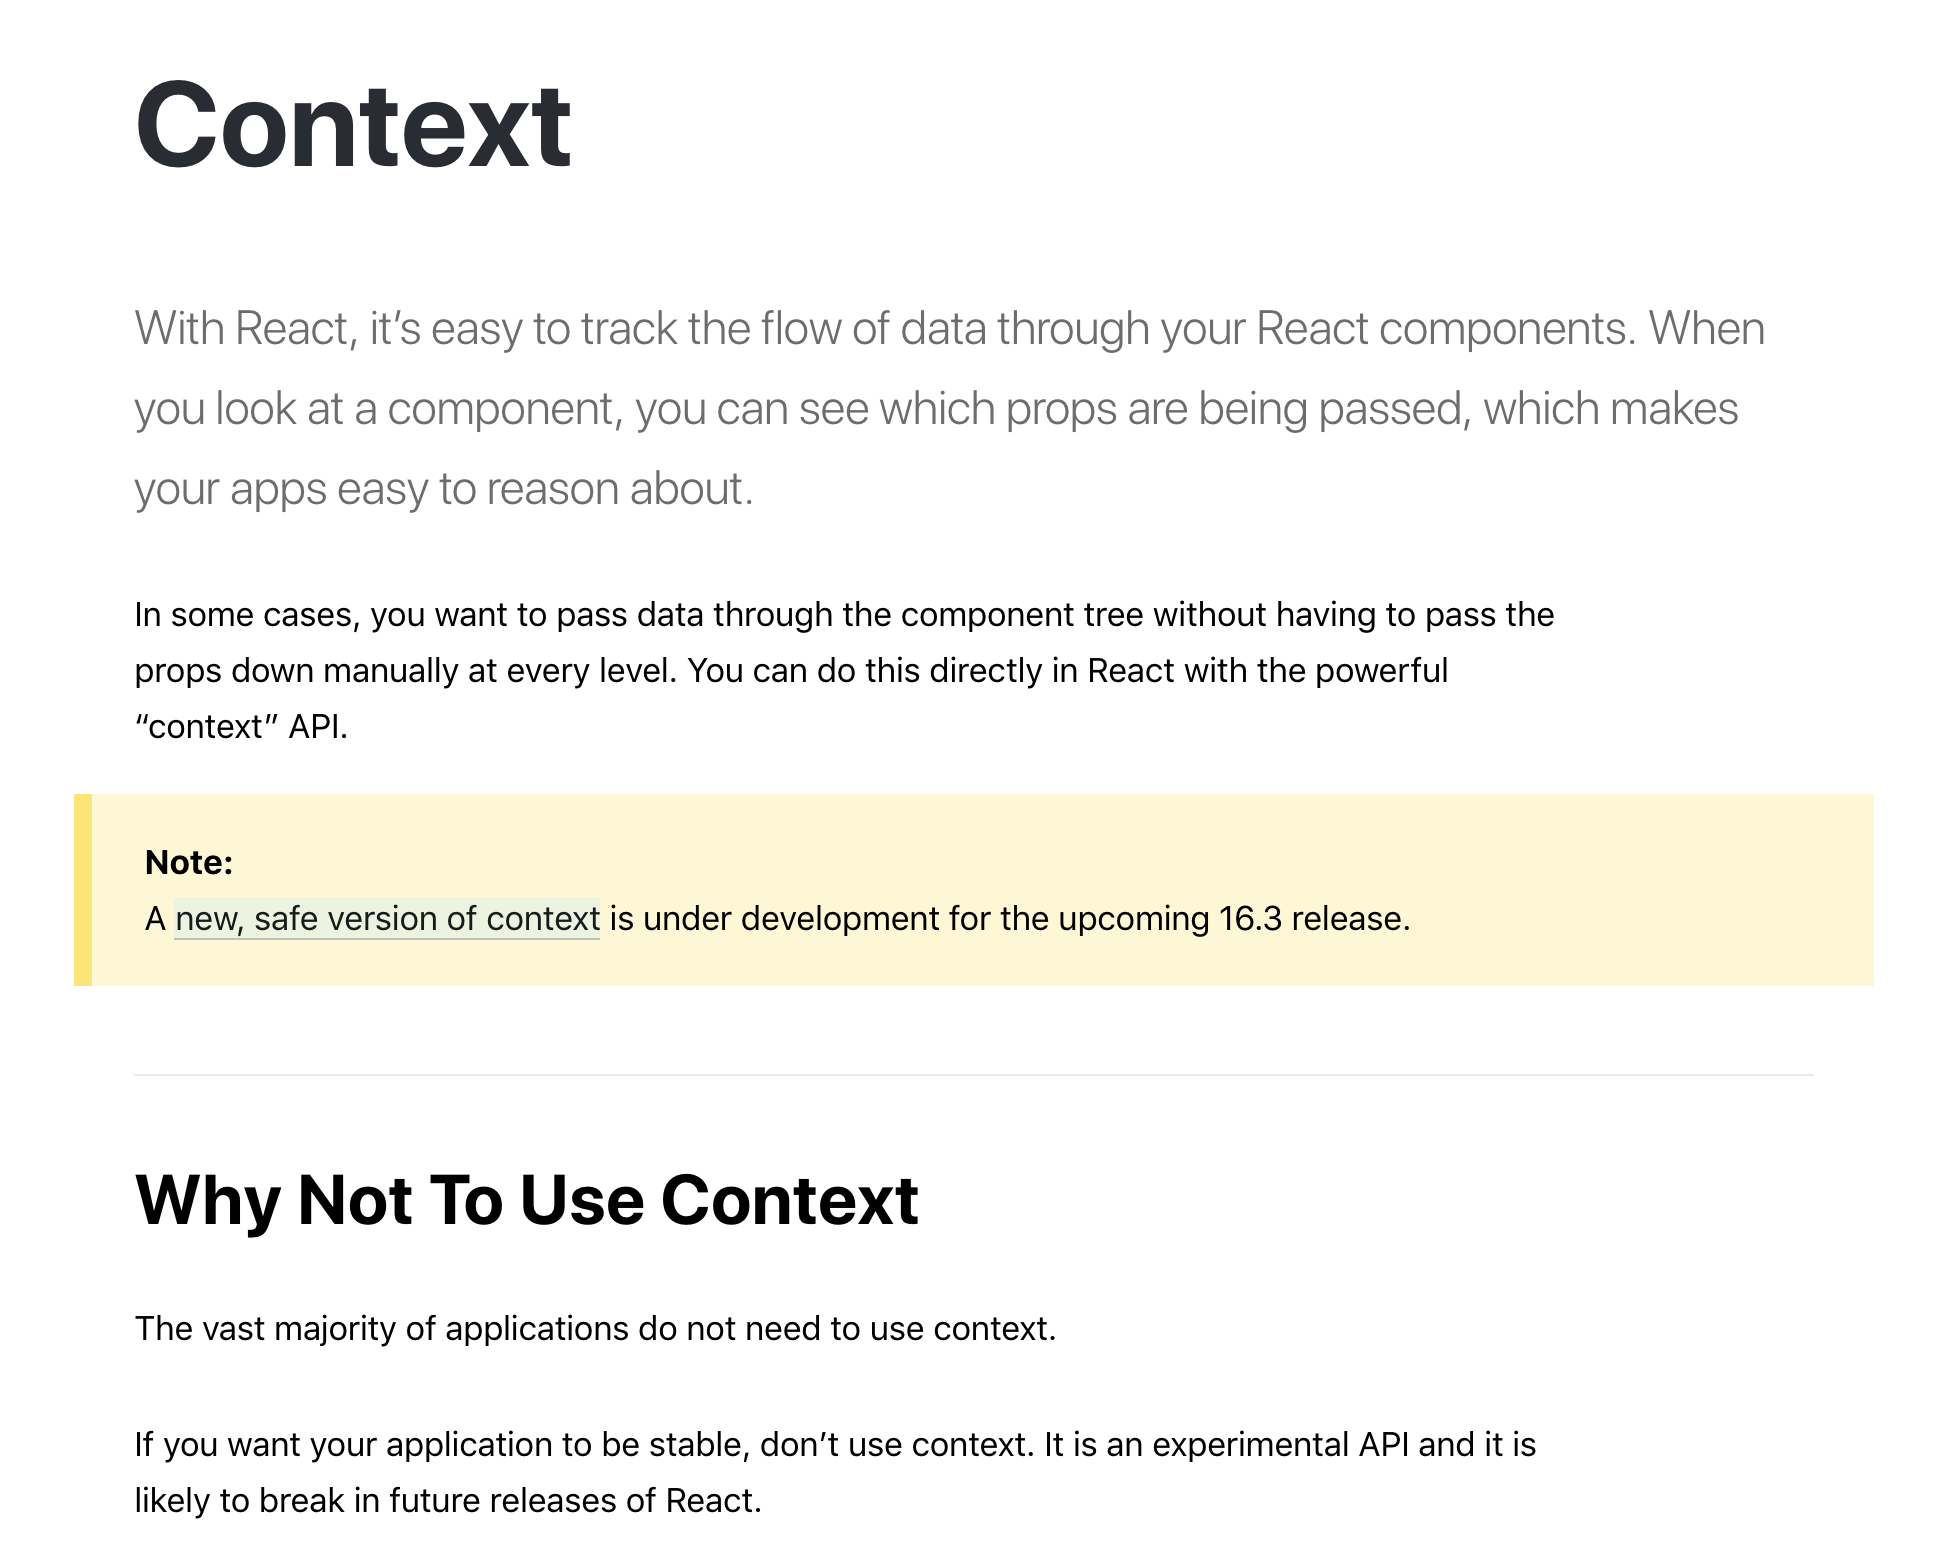 Context
With React, it’s easy to track the flow of data through your React components. When
you look at a component, you can see which props are being passed, which makes
your apps easy to reason about.
In some cases, you want to pass data through the component tree without having to pass the
props down manually at every level. You can do this directly in React with the powerful
“context” API.
Note:
A new, safe version of context is under development for the upcoming 16.3 release.
Why Not To Use Context
The vast majority of applications do not need to use context.
If you want your application to be stable, don’t use context. It is an experimental API and it is
likely to break in future releases of React.